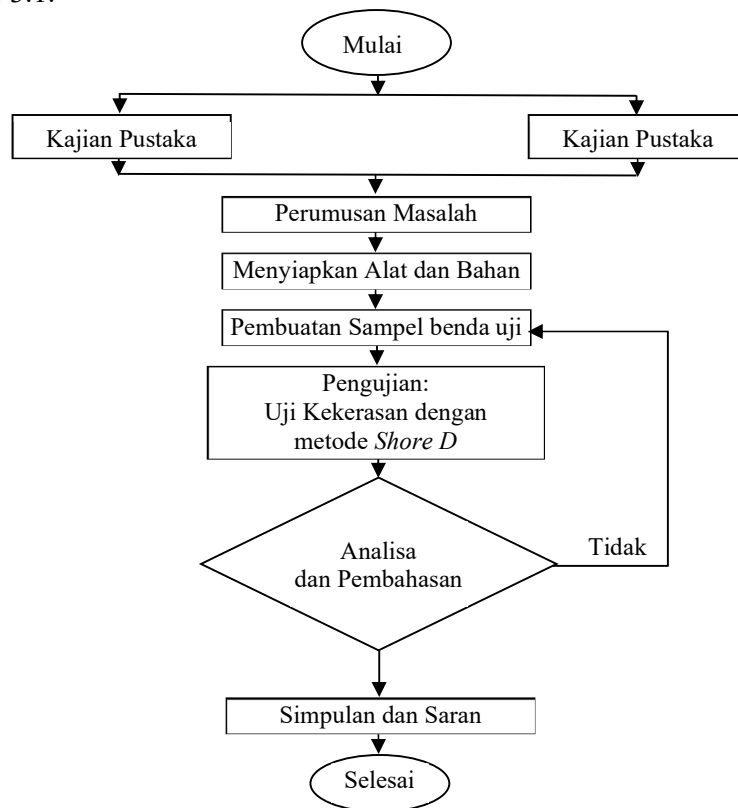 3.1.
Mulai
Kajian Pustaka
Kajian Pustaka
Perumusan Masalah
Menyiapkan Alat dan Bahan
Pembuatan Sampel benda uji
Pengujian:
Uji Kekerasan dengan
metode Shore D
Analisa
dan Pembahasan
Tidak
Simpulan dan Saran
Selesai